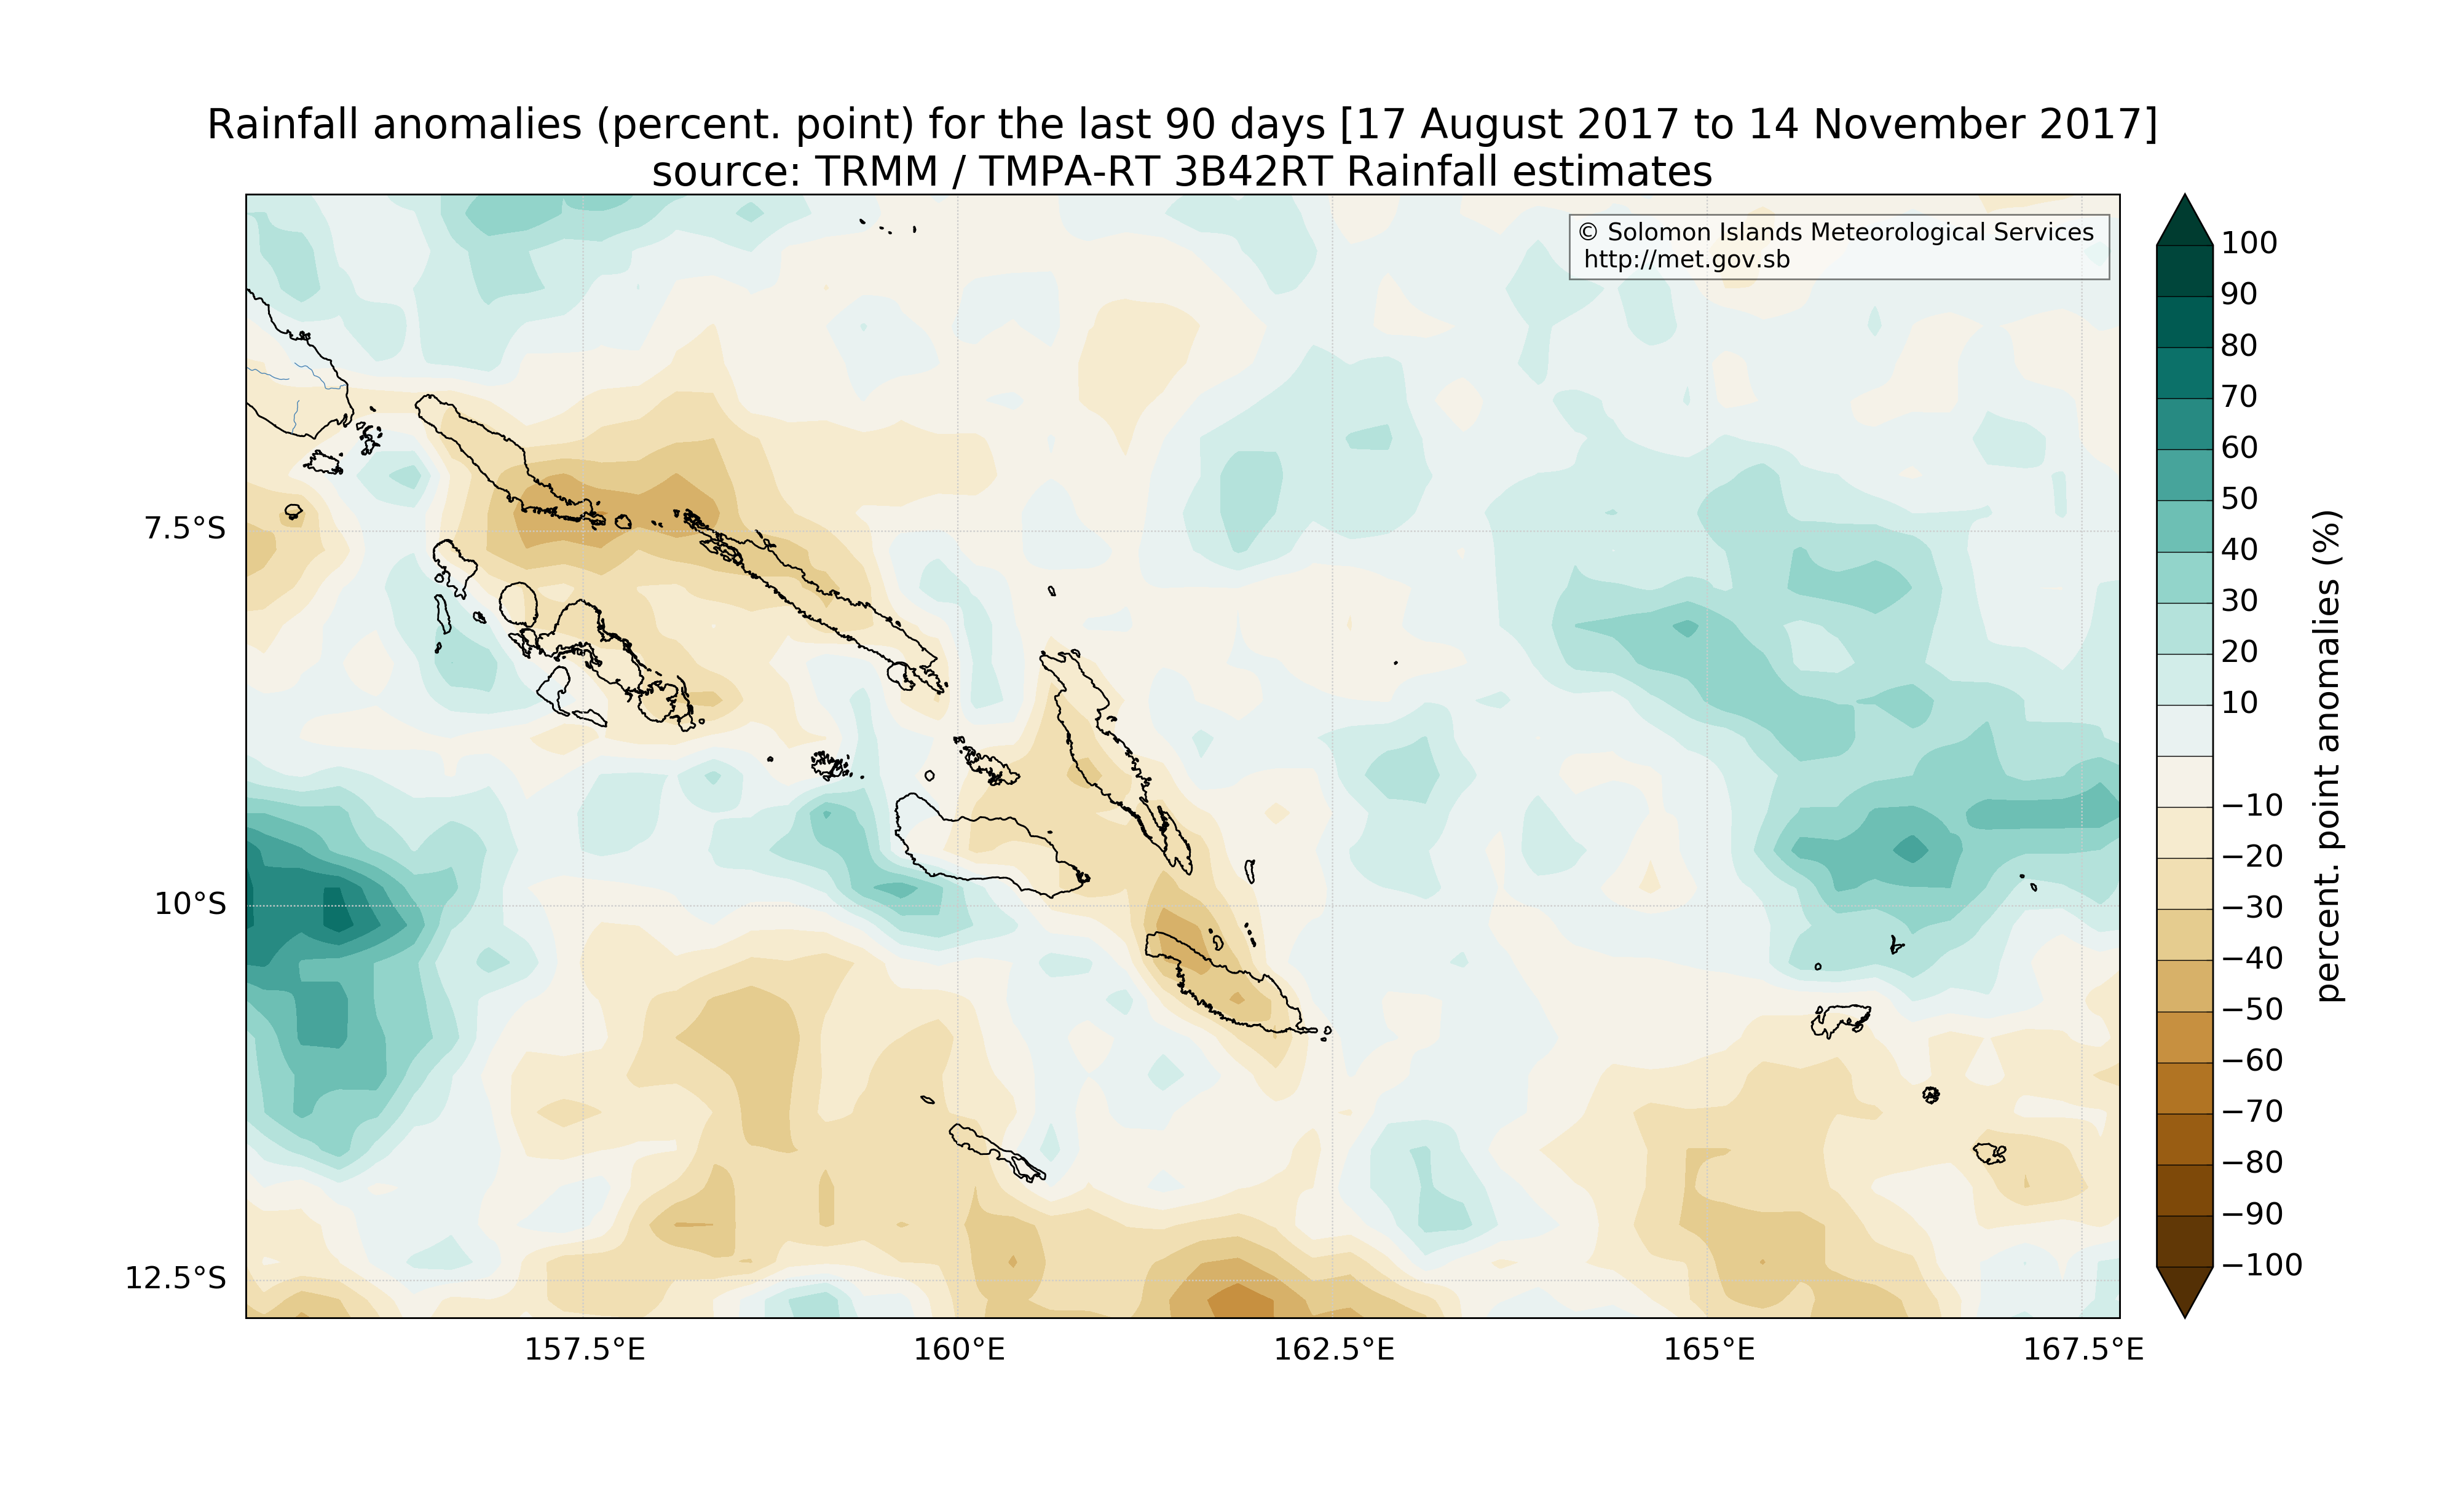 Rainfall anomalies (percent. point) for the last 90 days [17 August 2017 to 14 November 2017]
source: TRMM / TMPA-RT 3B42RT Rainfall estimates
© Solomon Islands Meteorological Services
http://met.gov.sb
7.5°S
10°S
12.5°S
157.5°E
160°E
162.5°E
165°E
167.5°E
100
90
80
70
60
50
40
30
20
10
−10
−20
−30
−40
−50
−60
−70
−80
−90
−100
percent. point anomalies (%)